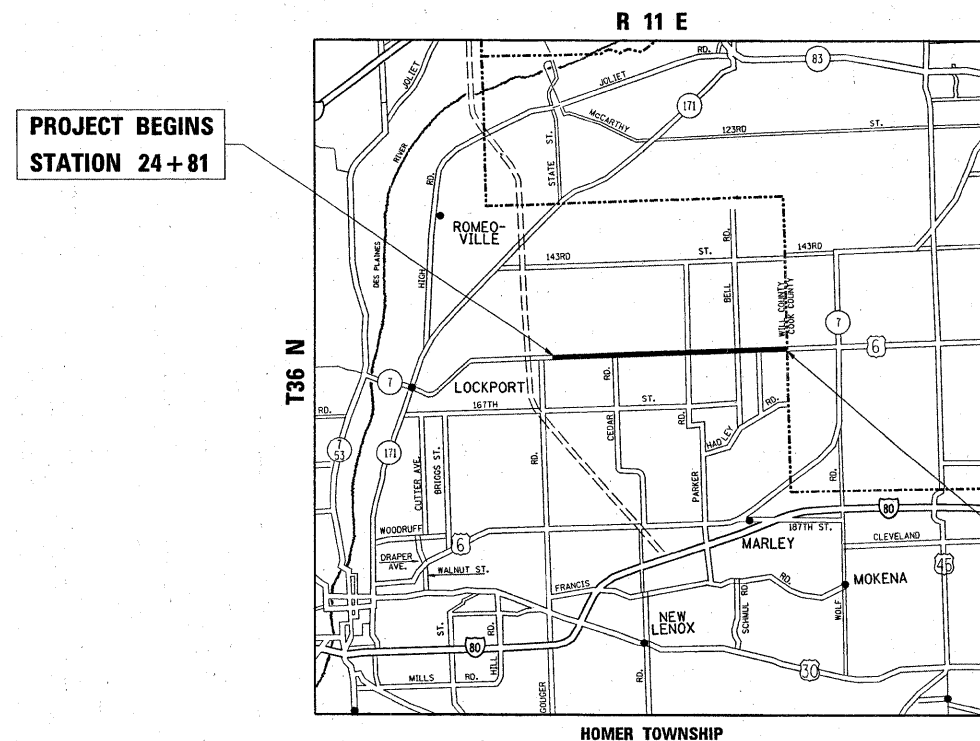 R 11 E
PROJECT BEGINS
STATION 24+81
T36 N
JOLIET
RD.
83
JOLIET
171
McCARTHY
123RD
ST.
STATE ST.
RIVER
DES PLAINES
HIGH
RD.
ROMEO-
VILLE
143RD
ST.
143RD
BELL
RD.
WILL COUNTY
COOK COUNTY
7
6
7
LOCKPORT
167TH
ST.
CEDAR
RD.
PARKER
RD.
HADLEY
RD.
RD.
7
53
171
CUTTER AVE.
BRIGGS ST.
RD.
RD.
80
WOODRUFF
6
DRAPER
AVE.
WALNUT ST.
MARLEY
187TH ST.
CLEVELAND
45
FRANCIS
RD.
MOKENA
WOLF
SCHMUL RD.
NEW
LENOX
80
ST.
HILL
RD.
MILLS
RD.
GOUGER
RD.
30
HOMER TOWNSHIP